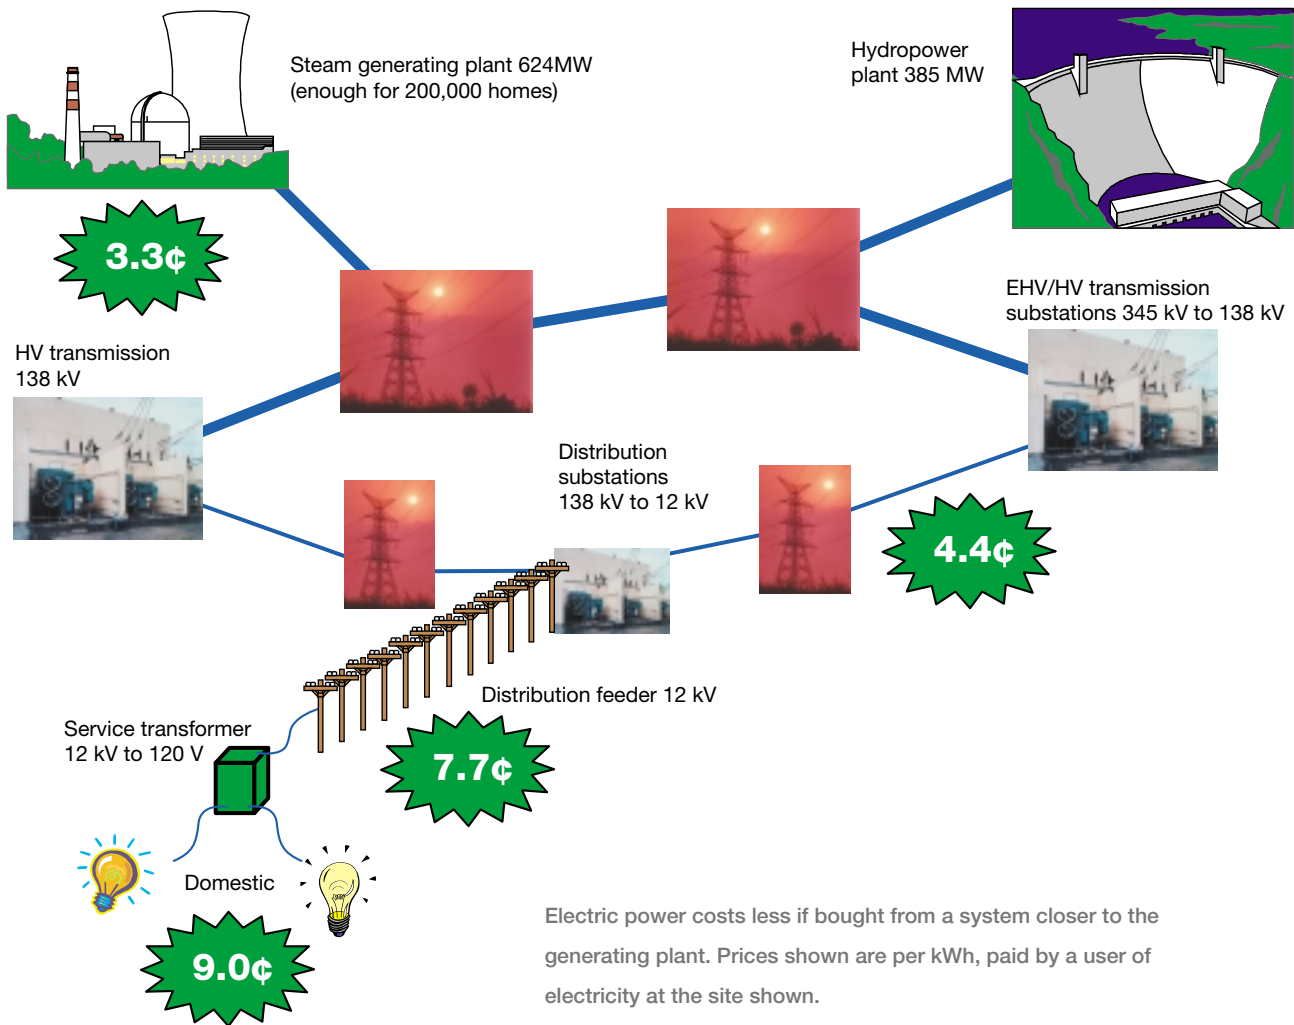 Steam generating plant 624MW
(enough for 200,000 homes)
Hydropower
plant 385 MW
3.3¢
EHV/HV transmission
substations 345 kV to 138 kV
HV transmission
138 kV
Distribution
substations
138 kV to 12 kV
4.4¢
Distribution feeder 12 kV
Service transformer
12 kV to 120 V
7.7¢
Domestic
9.0¢
Electric power costs less if bought from a system closer to the
generating plant. Prices shown are per kWh, paid by a user of
electricity at the site shown.